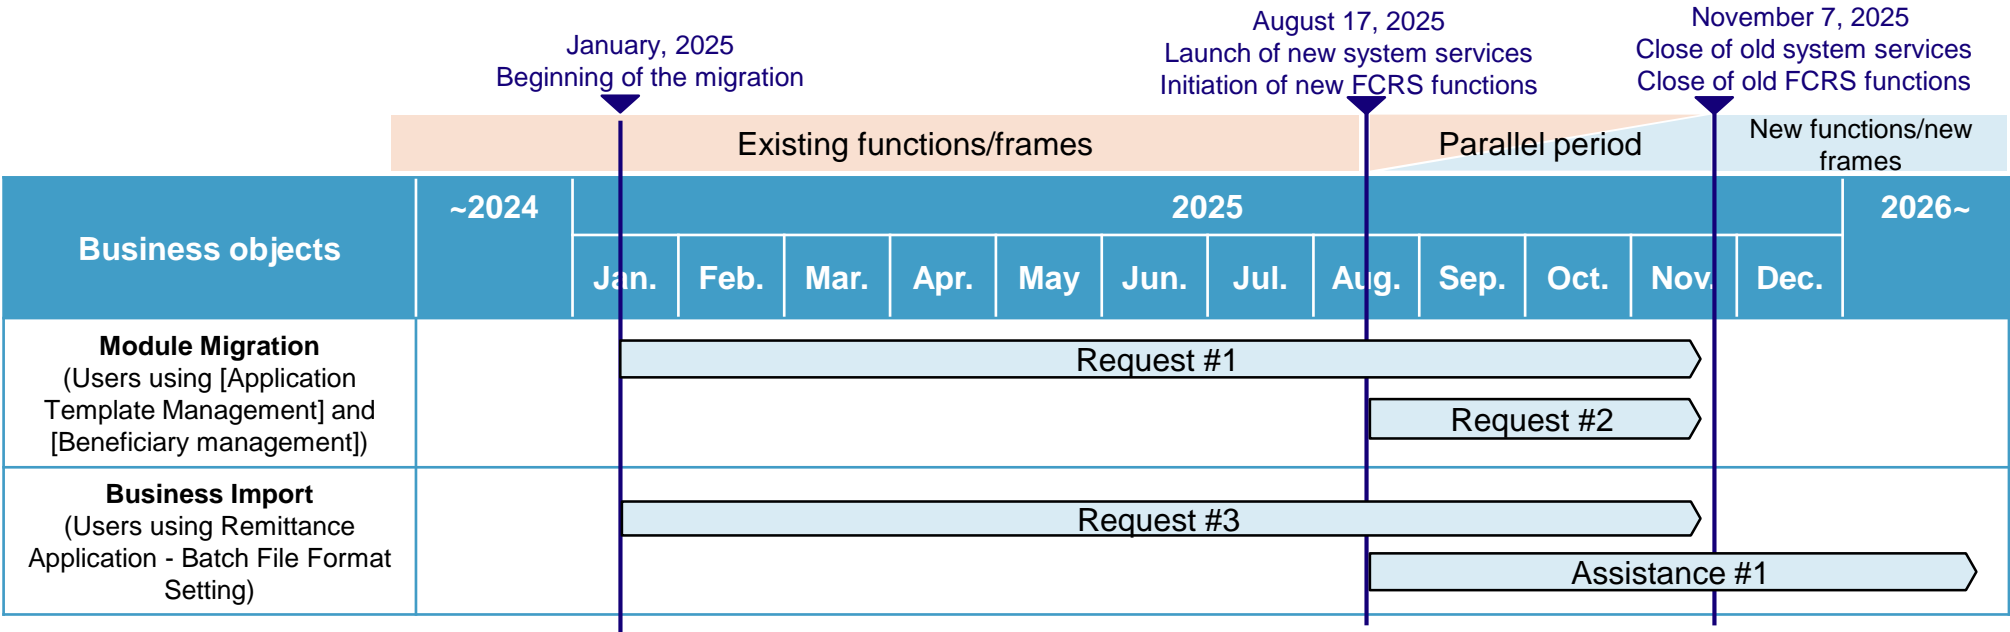 January, 2025
Beginning of the migration
August 17, 2025
Launch of new system services
Initiation of new FCRS functions
November 7, 2025
Close of old system services
Close of old FCRS functions
Existing functions/frames
Parallel period
New functions/new
frames
Business objects
~2024
2025
2026~
Jan.
Feb.
Mar.
Apr.
May
Jun.
Jul.
Aug.
Sep.
Oct.
Nov.
Dec.
Module Migration
(Users using [Application
Template Management] and
[Beneficiary management])
Request #1
Request #2
Business Import
(Users using Remittance
Application - Batch File Format
Setting)
Request #3
Assistance #1